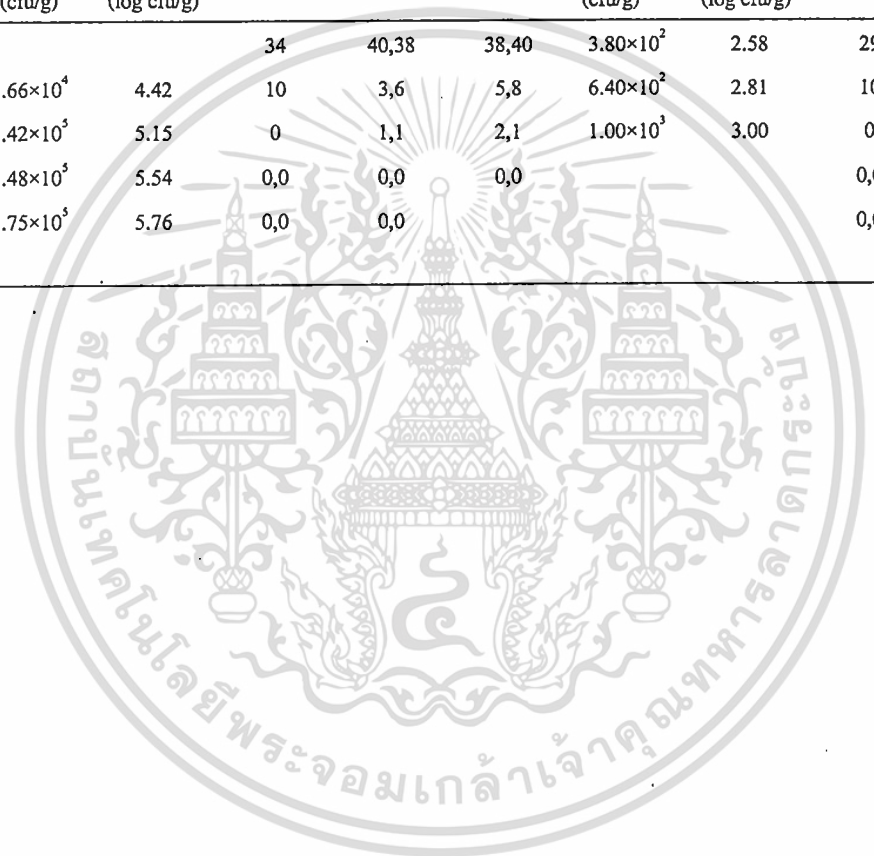 (cfu/g) (log cfu/g) (cfu/g) (log cfu/g)
34 40,38 38,40 3.80×10² 2.58 29
.66×10⁴ 4.42 10 3,6 5,8 6.40×10² 2.81 10
.42×10⁵ 5.15 0 1,1 2,1 1.00×10³ 3.00 0
.48×10⁵ 5.54 0,0 0,0 0,0 0,0
.75×10⁵ 5.76 0,0 0,0 0,0
สถาบันเทคโนโลยีพระจอมเกล้าเจ้าคุณทหารลาดกระบัง